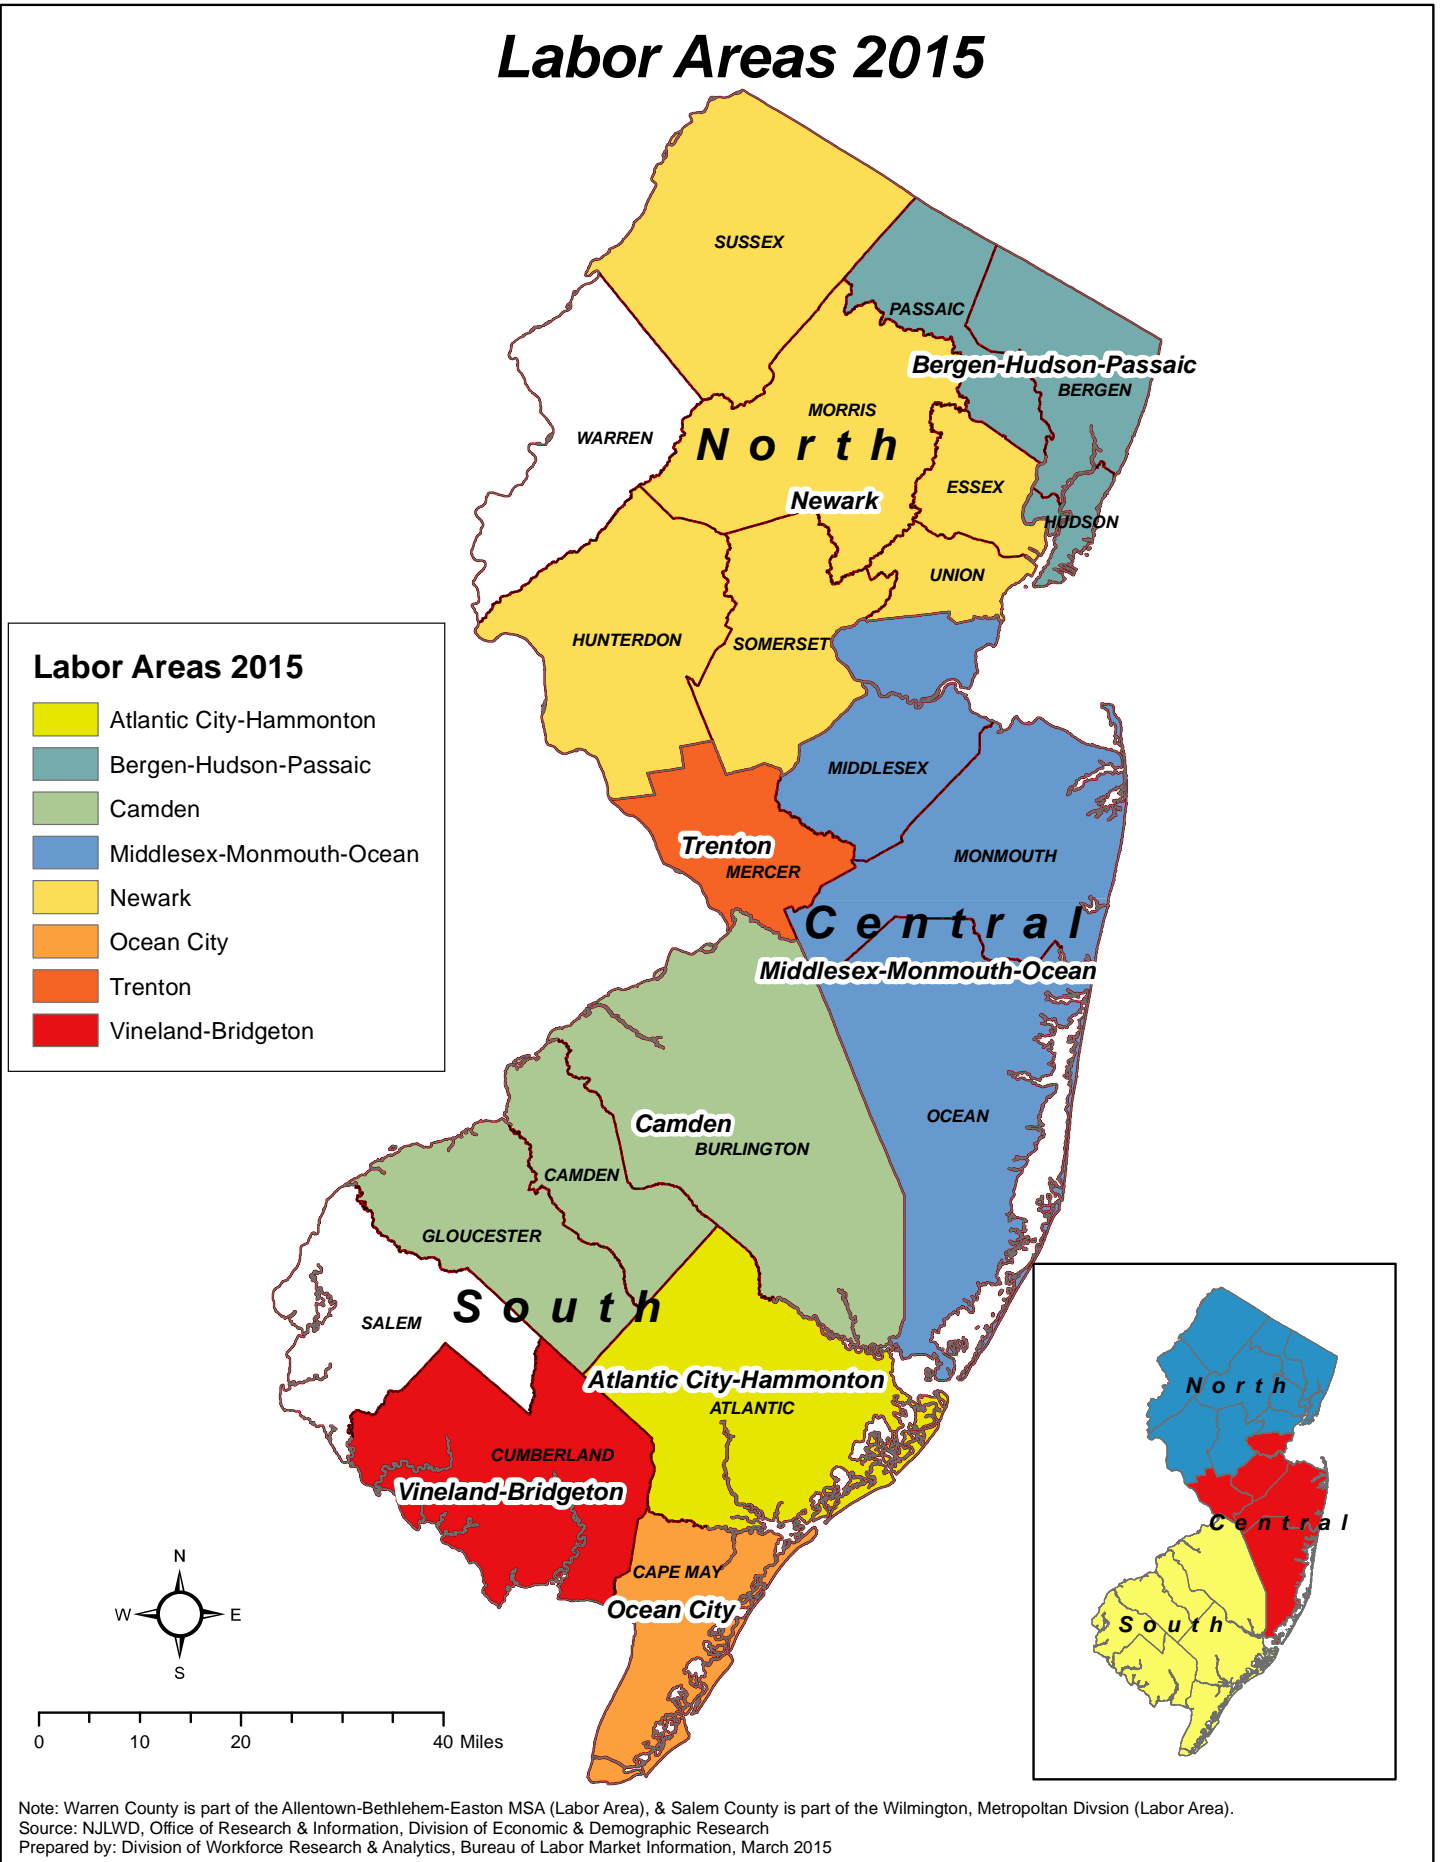 Labor Areas 2015
SUSSEX
PASSAIC
Bergen-Hudson-Passaic
BERGEN
MORRIS
WARREN
North
ESSEX
Newark
HUDSON
UNION
HUNTERDON
SOMERSET
Labor Areas 2015
Atlantic City-Hammonton
Bergen-Hudson-Passaic
Camden
Middlesex-Monmouth-Ocean
Newark
Ocean City
Trenton
Vineland-Bridgeton
MIDDLESEX
Trenton
MONMOUTH
MERCER
Central
Middlesex-Monmouth-Ocean
OCEAN
Camden
BURLINGTON
CAMDEN
GLOUCESTER
South
SALEM
Atlantic City-Hammonton
ATLANTIC
CUMBERLAND
Vineland-Bridgeton
CAPE MAY
Ocean City
North
Central
South
N
W E
S
0 10 20 40 Miles
Note: Warren County is part of the Allentown-Bethlehem-Easton MSA (Labor Area), & Salem County is part of the Wilmington, Metropoltan Divsion (Labor Area).
Source: NJLWD, Office of Research & Information, Division of Economic & Demographic Research
Prepared by: Division of Workforce Research & Analytics, Bureau of Labor Market Information, March 2015